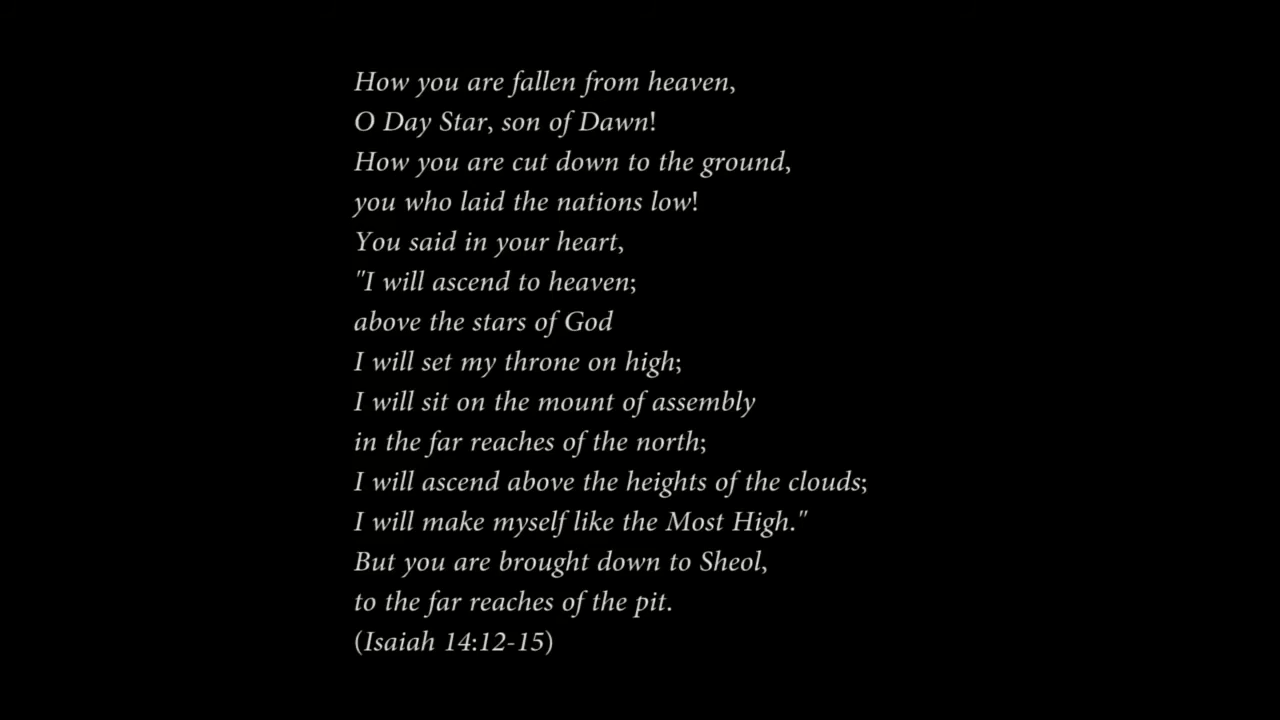 How you are fallen from heaven,
O Day Star, son of Dawn!
How you are cut down to the ground,
you who laid the nations low!
You said in your heart,
"I will ascend to heaven;
above the stars of God
I will set my throne on high;
I will sit on the mount of assembly
in the far reaches of the north;
I will ascend above the heights of the clouds;
I will make myself like the Most High."
But you are brought down to Sheol,
to the far reaches of the pit.
(Isaiah 14:12-15)